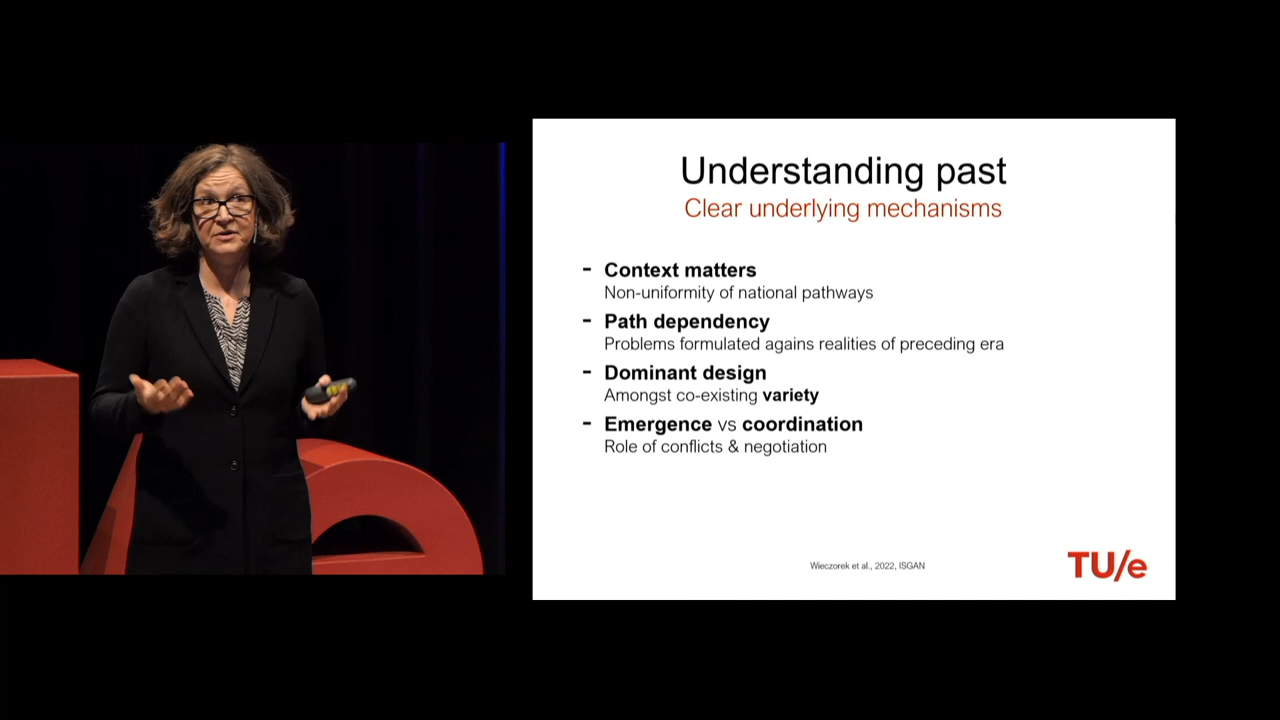 Understanding past
Clear underlying mechanisms
- Context matters
Non-uniformity of national pathways
- Path dependency
Problems formulated agains realities of preceding era
- Dominant design
Amongst co-existing variety
- Emergence vs coordination
Role of conflicts & negotiation
Wieczorek et al., 2022, ISGAN
TU/e